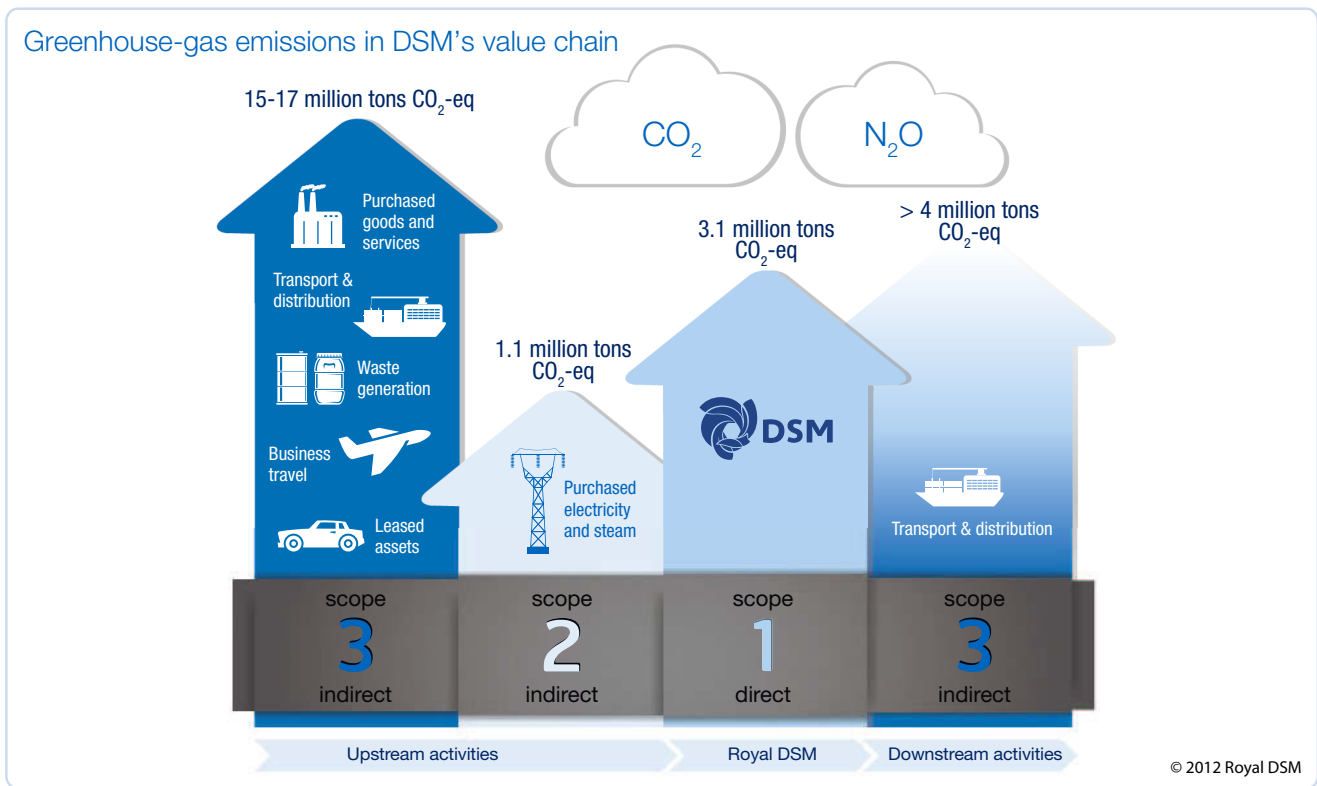 Greenhouse-gas emissions in DSM's value chain
15-17 million tons CO₂-eq
CO₂
N₂O
Purchased
goods and
services
Transport &
distribution
Waste
generation
Business
travel
Leased
assets
1.1 million tons
CO₂-eq
Purchased
electricity
and steam
3.1 million tons
CO₂-eq
DSM
> 4 million tons
CO₂-eq
Transport & distribution
scope
3
indirect
scope
2
indirect
scope
1
direct
scope
3
indirect
Upstream activities
Royal DSM
Downstream activities
© 2012 Royal DSM